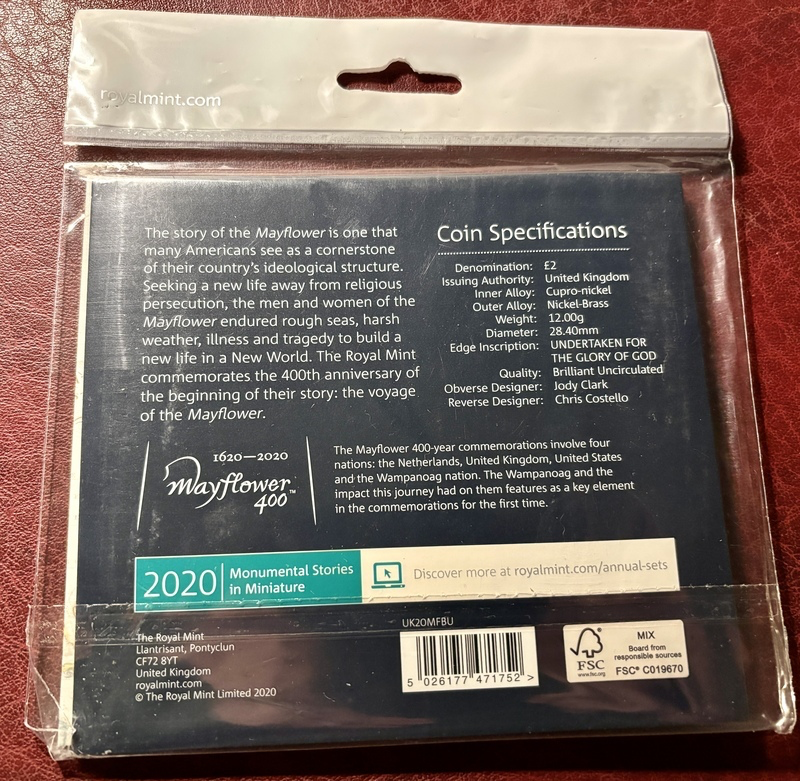 royalmint.com
The story of the Mayflower is one that
many Americans see as a cornerstone
of their country's ideological structure.
Seeking a new life away from religious
persecution, the men and women of the
Mayflower endured rough seas, harsh
weather, illness and tragedy to build a
new life in a New World. The Royal Mint
commemorates the 400th anniversary of
the beginning of their story: the voyage
of the Mayflower.
Coin Specifications
Denomination: £2
Issuing Authority: United Kingdom
Inner Alloy: Cupro-nickel
Outer Alloy: Nickel-Brass
Weight: 12.00g
Diameter: 28.40mm
Edge Inscription: UNDERTAKEN FOR
THE GLORY OF GOD
Quality: Brilliant Uncirculated
Obverse Designer: Jody Clark
Reverse Designer: Chris Costello
1620—2020
Mayflower
400™
The Mayflower 400-year commemorations involve four
nations: the Netherlands, United Kingdom, United States
and the Wampanoag nation. The Wampanoag and the
impact this journey had on them features as a key element
in the commemorations for the first time.
2020 Monumental Stories
in Miniature
Discover more at royalmint.com/annual-sets
The Royal Mint
Llantrisant, Pontyclun
CF72 8YT
United Kingdom
royalmint.com
© The Royal Mint Limited 2020
UK20MFBU
5 026177 471752 >
FSC
www.fsc.org
MIX
Board from
responsible sources
FSC® C019670